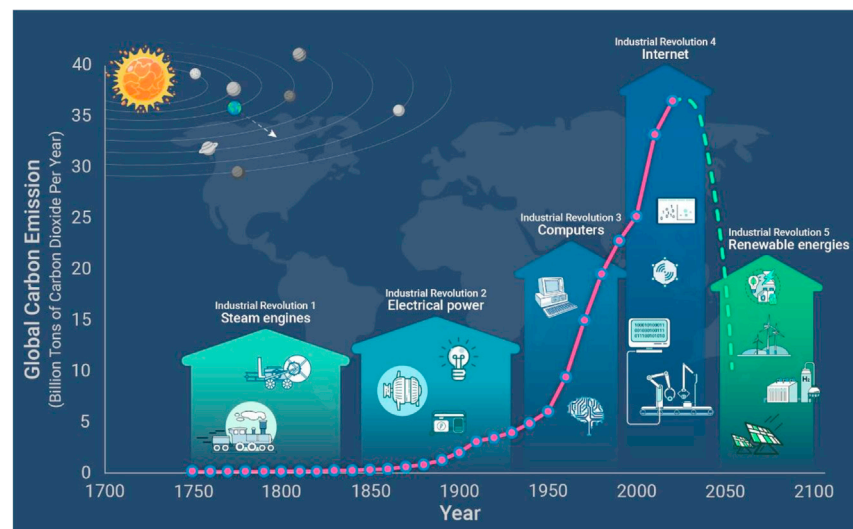 Global Carbon Emission
(Billion Tons of Carbon Dioxide Per Year)
40
35
30
25
20
15
10
5
0
Industrial Revolution 1
Steam engines
Industrial Revolution 2
Electrical power
Industrial Revolution 3
Computers
Industrial Revolution 4
Internet
Industrial Revolution 5
Renewable energies
H₂
1700
1750
1800
1850
1900
1950
2000
2050
2100
Year